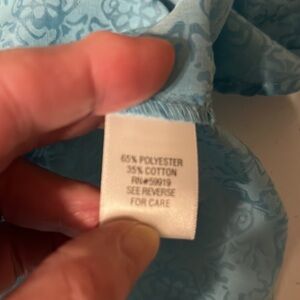 65% POLYESTER
35% COTTON
RN#59919
SEE REVERSE
FOR CARE